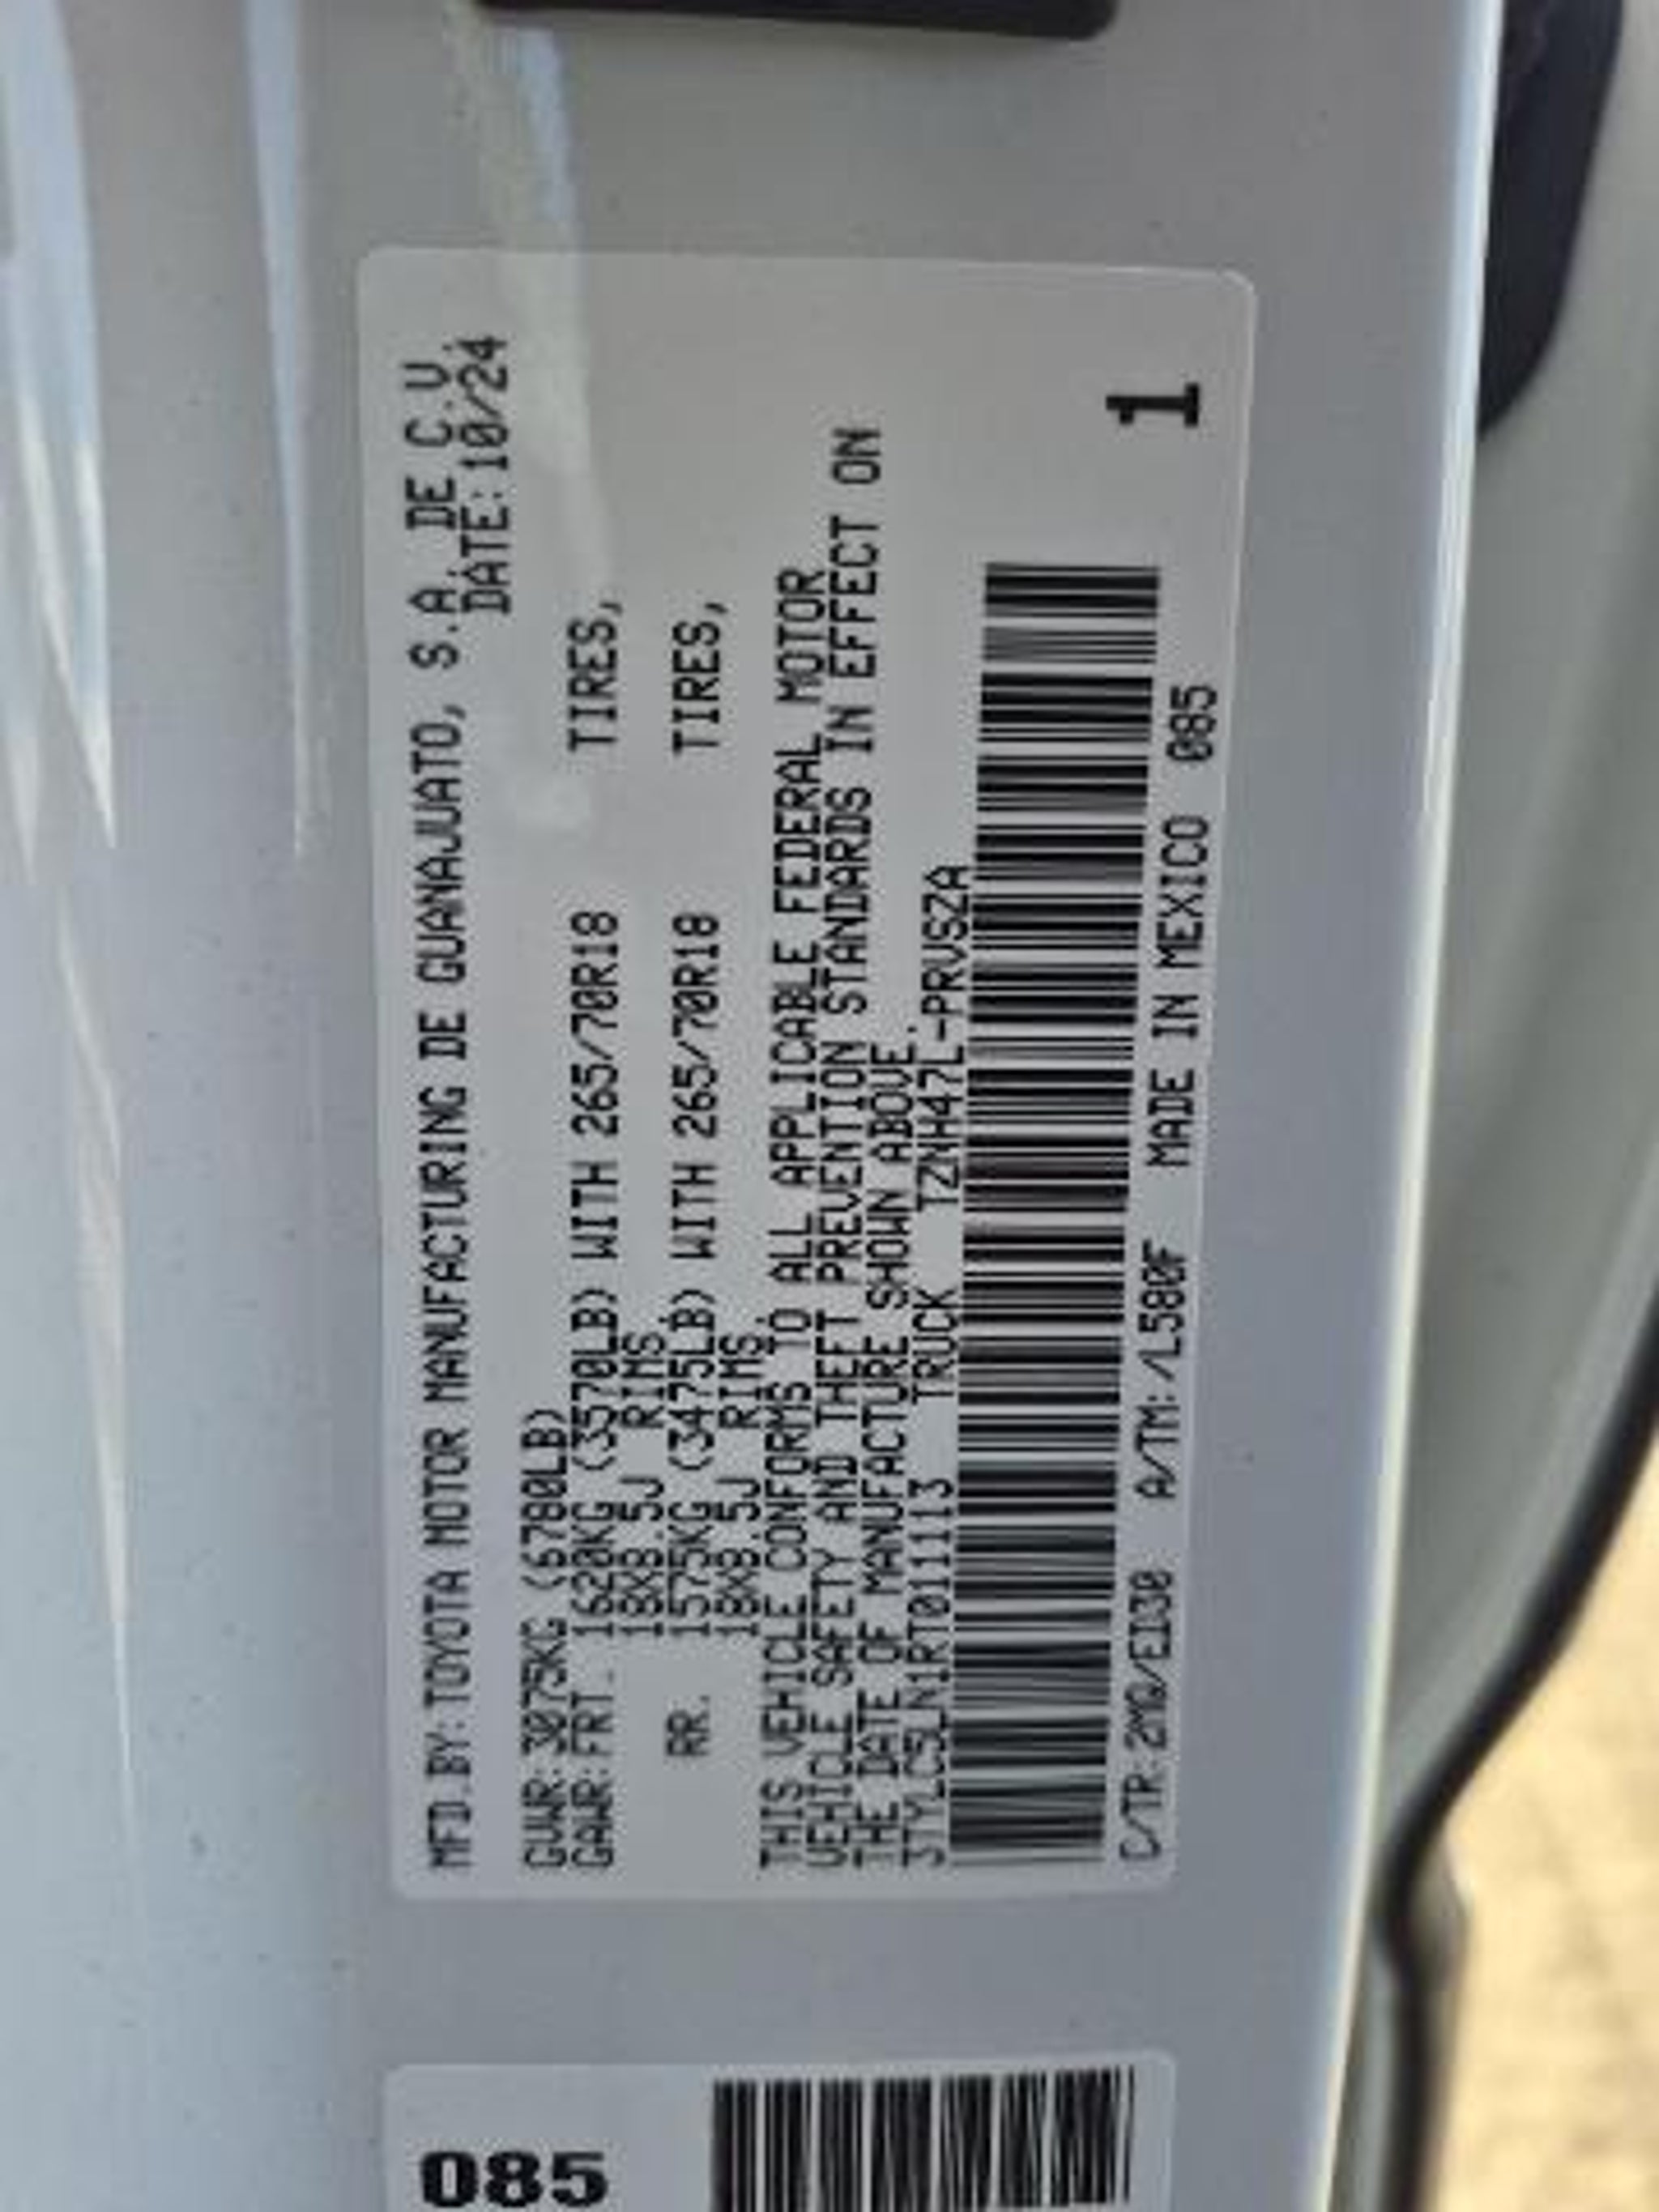 MFD.BY:TOYOTA MOTOR MANUFACTURING DE GUANAJUATO, S.A. DE C.V.
DATE:10/24
GVWR:3075KG (6780LB)
GAWR:FRT. 1620KG (3570LB) WITH 265/70R18 TIRES,
18X8.5J RIMS,
RR. 1575KG (3475LB) WITH 265/70R18 TIRES,
18X8.5J RIMS,
THIS VEHICLE CONFORMS TO ALL APPLICABLE FEDERAL MOTOR
VEHICLE SAFETY AND THEFT PREVENTION STANDARDS IN EFFECT ON
THE DATE OF MANUFACTURE SHOWN ABOVE.
3TYLC5LN1RT011113 TRUCK TZNH47L-PRVSZA
C/TR:2MQ/EID30 A/TM:/L580F MADE IN MEXICO 085
1
085